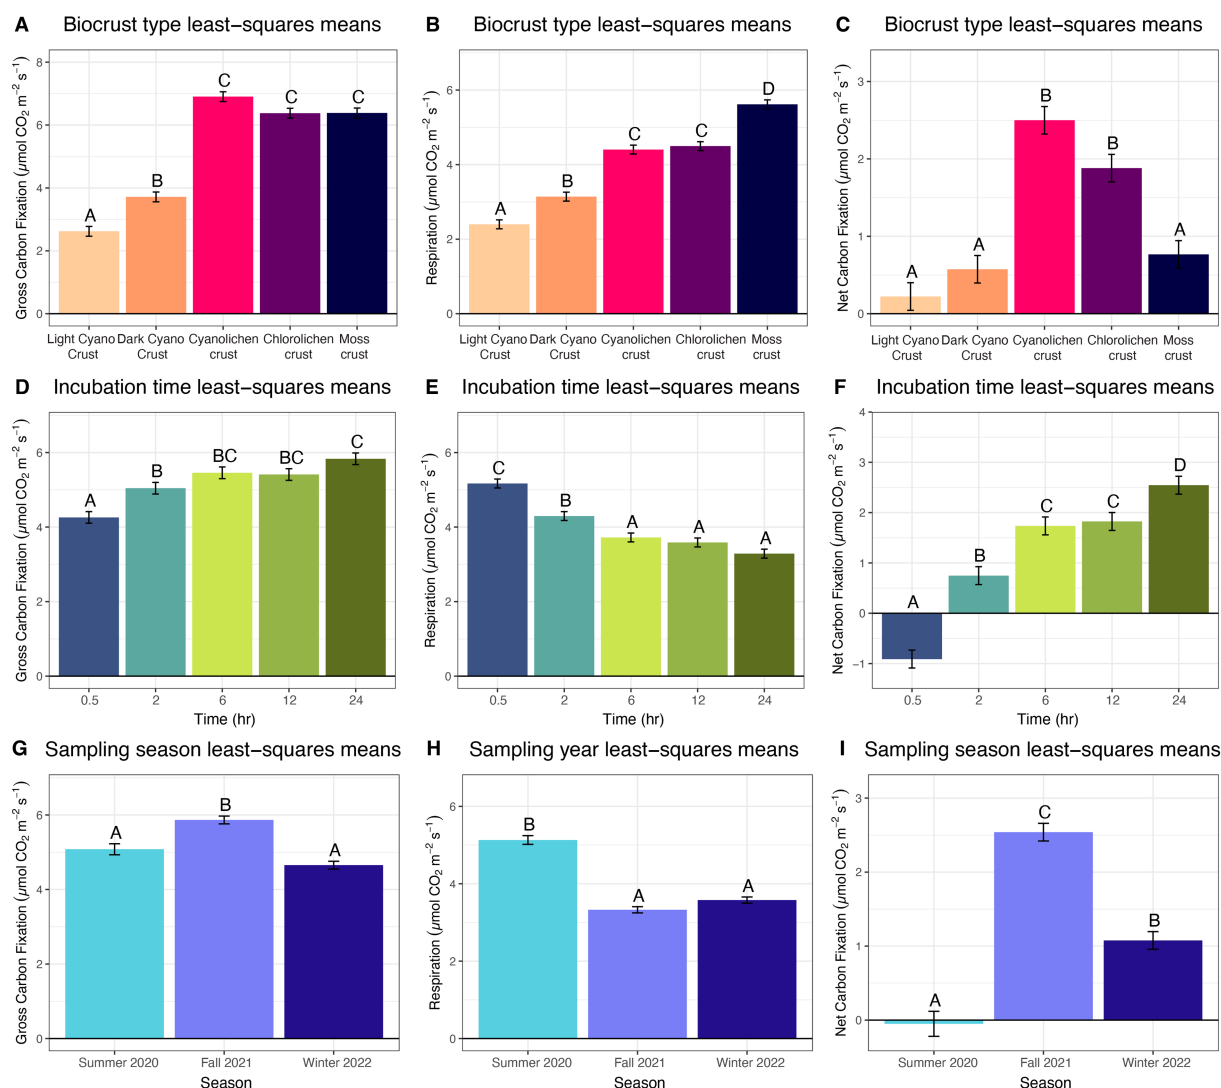 A Biocrust type least−squares means
Gross Carbon Fixation (μmol CO2 m−2 s−1)
8
6
4
2
0
A
B
C
C
C
Light Cyano Crust
Dark Cyano Crust
Cyanolichen crust
Chlorolichen crust
Moss crust
B Biocrust type least−squares means
Respiration (μmol CO2 m−2 s−1)
6
4
2
0
A
B
C
C
D
Light Cyano Crust
Dark Cyano Crust
Cyanolichen crust
Chlorolichen crust
Moss crust
C Biocrust type least−squares means
Net Carbon Fixation (μmol CO2 m−2 s−1)
3
2
1
0
A
A
B
B
A
Light Cyano Crust
Dark Cyano Crust
Cyanolichen crust
Chlorolichen crust
Moss crust
D Incubation time least−squares means
Gross Carbon Fixation (μmol CO2 m−2 s−1)
6
4
2
0
A
B
BC
BC
C
0.5 2 6 12 24
Time (hr)
E Incubation time least−squares means
Respiration (μmol CO2 m−2 s−1)
6
4
2
0
C
B
A
A
A
0.5 2 6 12 24
Time (hr)
F Incubation time least−squares means
Net Carbon Fixation (μmol CO2 m−2 s−1)
4
3
2
1
0
−1
A
B
C
C
D
0.5 2 6 12 24
Time (hr)
G Sampling season least−squares means
Gross Carbon Fixation (μmol CO2 m−2 s−1)
6
4
2
0
A
B
A
Summer 2020 Fall 2021 Winter 2022
Season
H Sampling year least−squares means
Respiration (μmol CO2 m−2 s−1)
6
4
2
0
B
A
A
Summer 2020 Fall 2021 Winter 2022
Season
I Sampling season least−squares means
Net Carbon Fixation (μmol CO2 m−2 s−1)
3
2
1
0
A
C
B
Summer 2020 Fall 2021 Winter 2022
Season